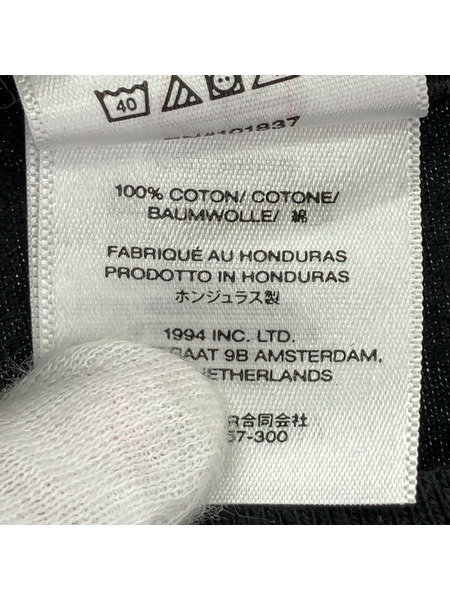 40
100% COTON/ COTONE/
BAUMWOLLE/ 綿
FABRIQUÉ AU HONDURAS
PRODOTTO IN HONDURAS
ホンジュラス製
1994 INC. LTD.
9B AMSTERDAM,
NETHERLANDS
合同会社
57-300